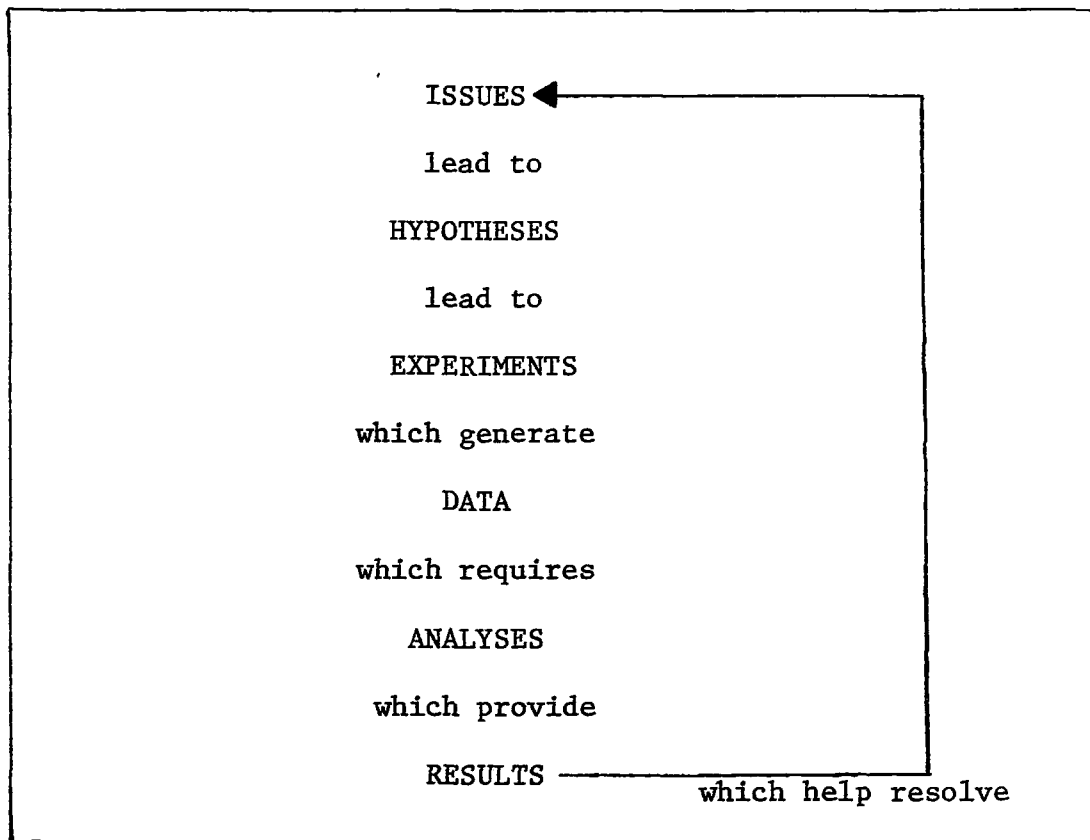 ISSUES
lead to
HYPOTHESES
lead to
EXPERIMENTS
which generate
DATA
which requires
ANALYSES
which provide
RESULTS
which help resolve